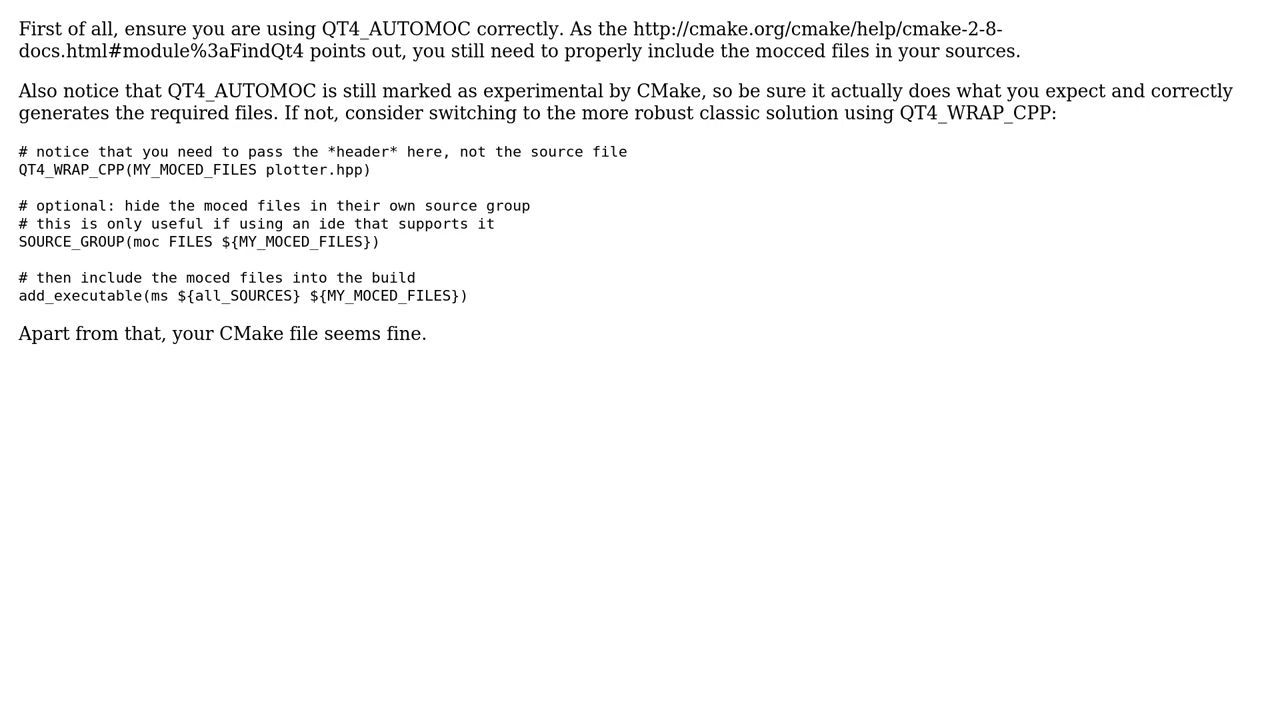 First of all, ensure you are using QT4_AUTOMOC correctly. As the http://cmake.org/cmake/help/cmake-2-8-
docs.html#module%3aFindQt4 points out, you still need to properly include the mocced files in your sources.
Also notice that QT4_AUTOMOC is still marked as experimental by CMake, so be sure it actually does what you expect and correctly
generates the required files. If not, consider switching to the more robust classic solution using QT4_WRAP_CPP:
# notice that you need to pass the *header* here, not the source file
QT4_WRAP_CPP(MY_MOCED_FILES plotter.hpp)
# optional: hide the moced files in their own source group
# this is only useful if using an ide that supports it
SOURCE_GROUP(moc FILES ${MY_MOCED_FILES})
# then include the moced files into the build
add_executable(ms ${all_SOURCES} ${MY_MOCED_FILES})
Apart from that, your CMake file seems fine.